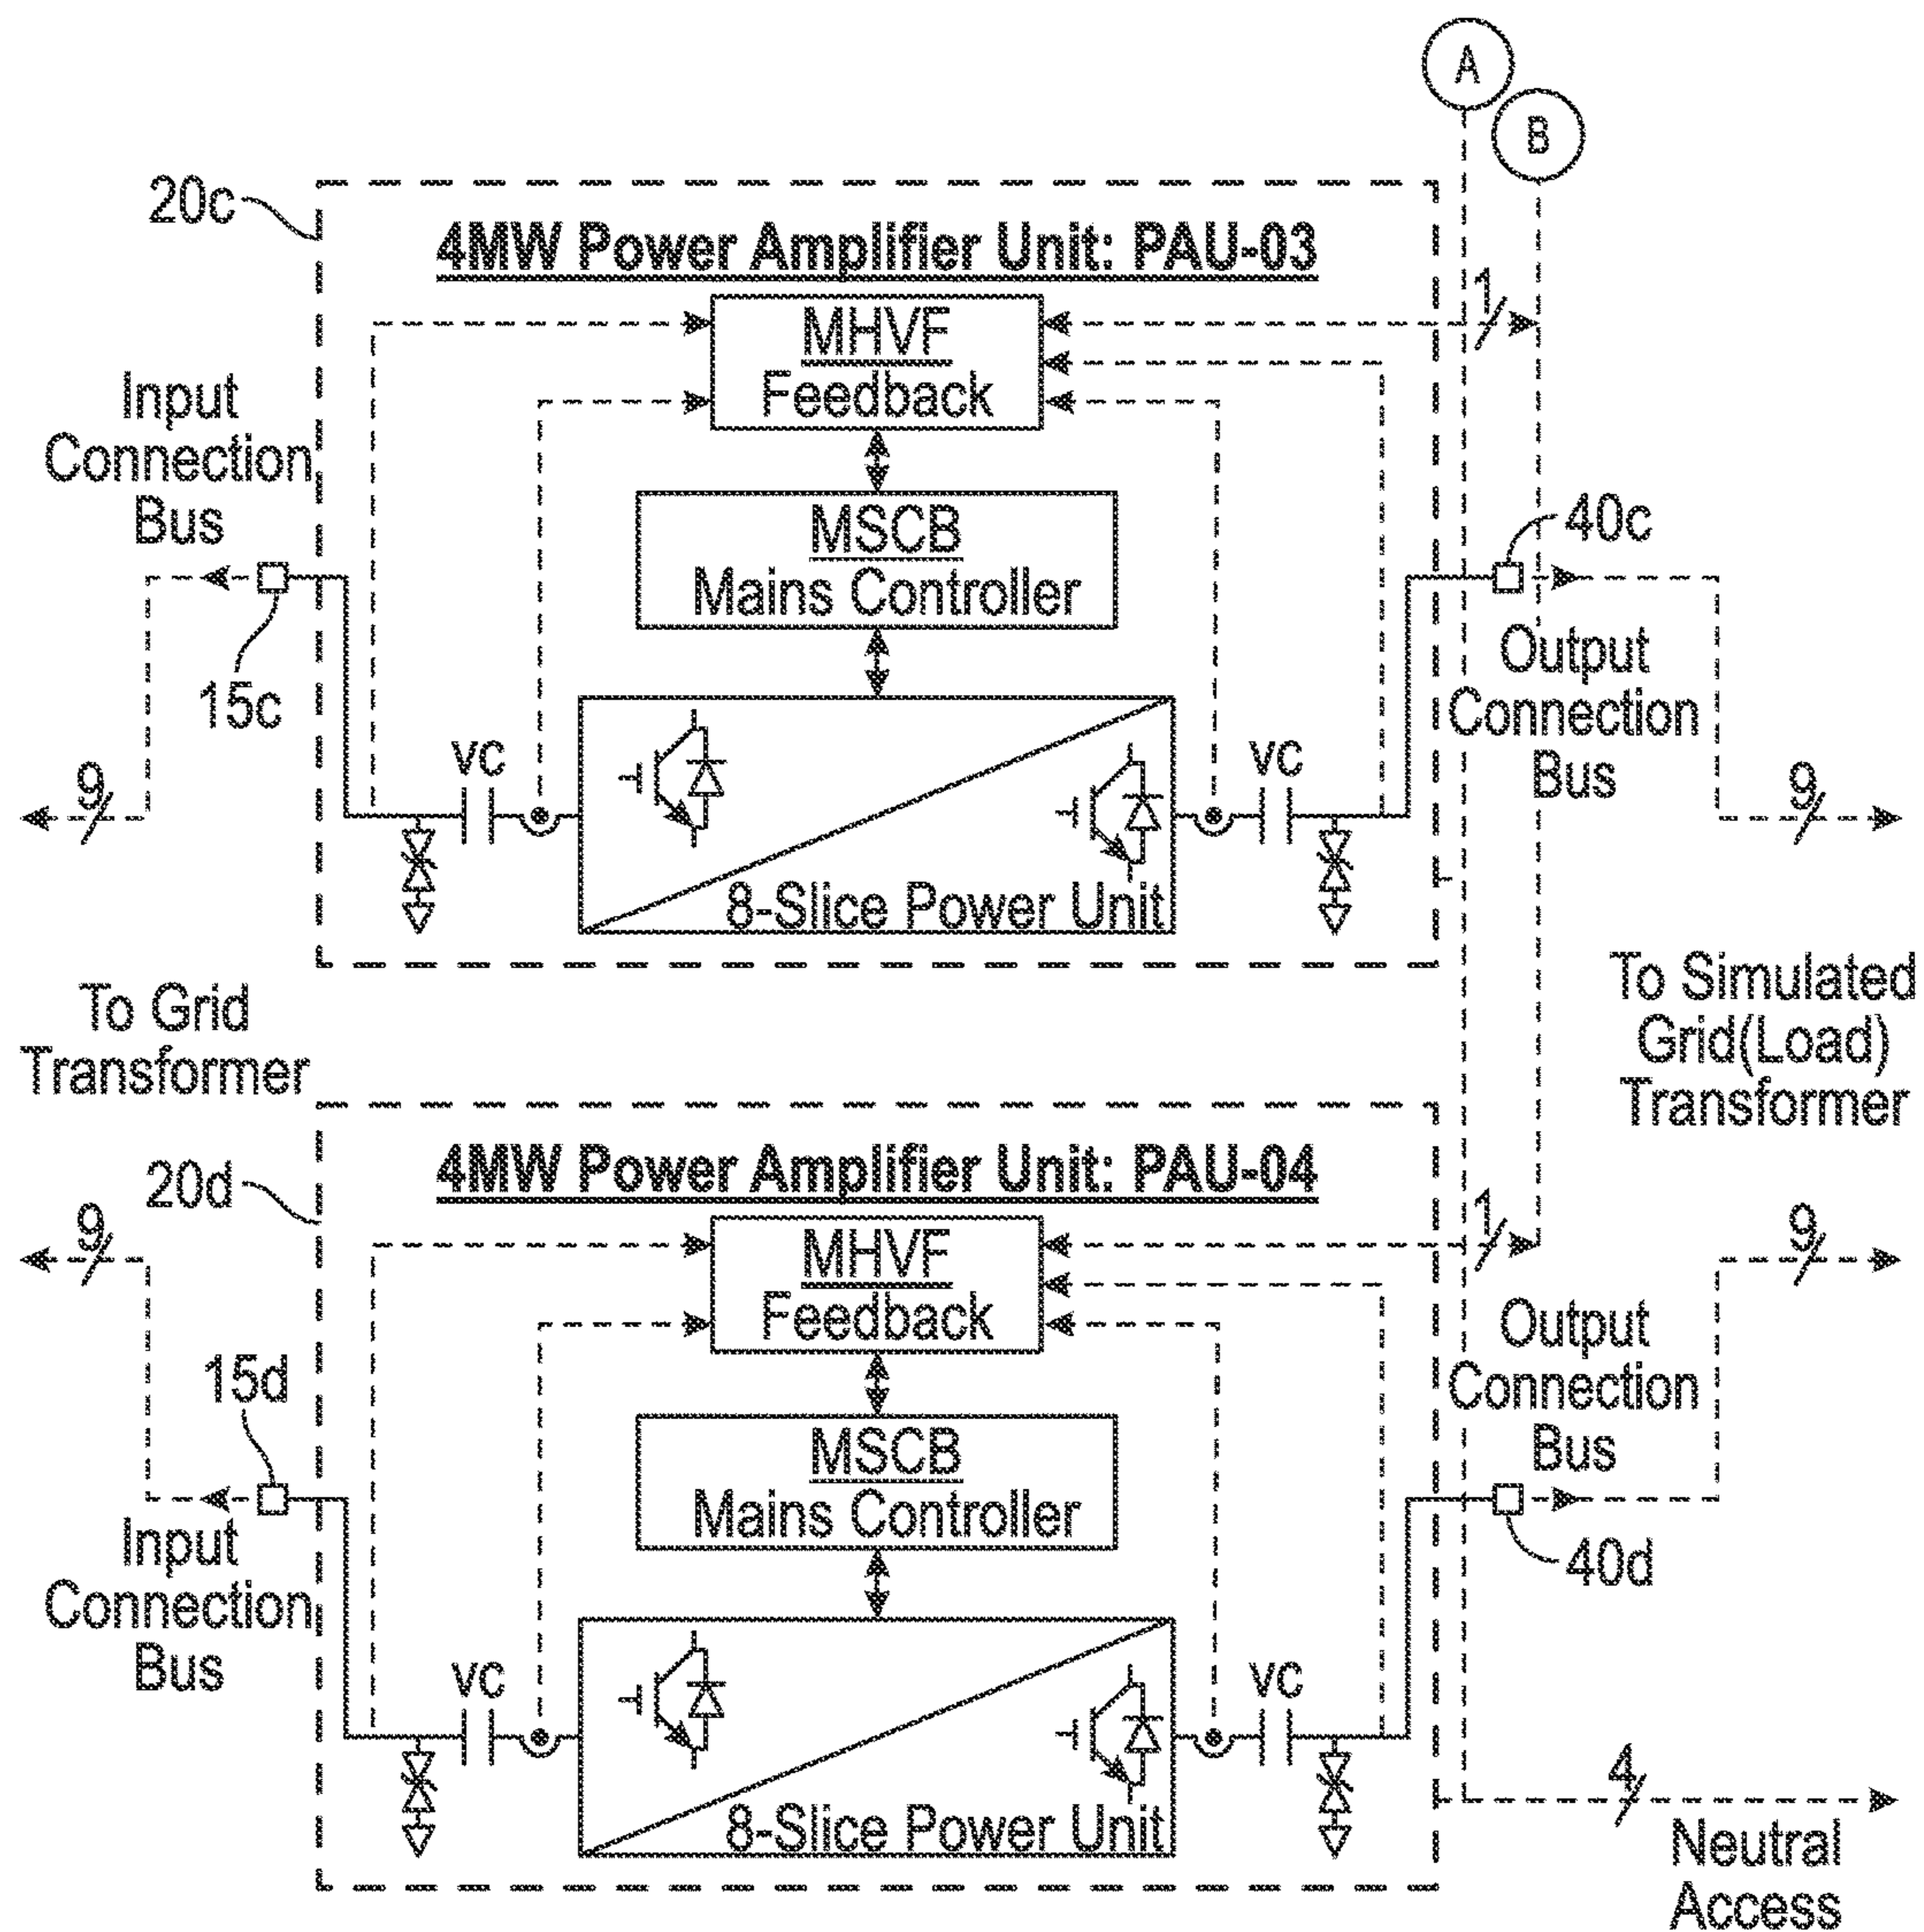 A
B
20c
4MW Power Amplifier Unit: PAU-03
1
MHVF
Feedback
Input
Connection
Bus
MSCB
Mains Controller
40c
15c
Output
Connection
Bus
vc
vc
9
9
8-Slice Power Unit
To Grid
Transformer
To Simulated
Grid(Load)
Transformer
20d
4MW Power Amplifier Unit: PAU-04
9
1
9
MHVF
Feedback
Output
Connection
Bus
15d
MSCB
Mains Controller
Input
Connection
Bus
40d
vc
vc
8-Slice Power Unit
4
Neutral
Access